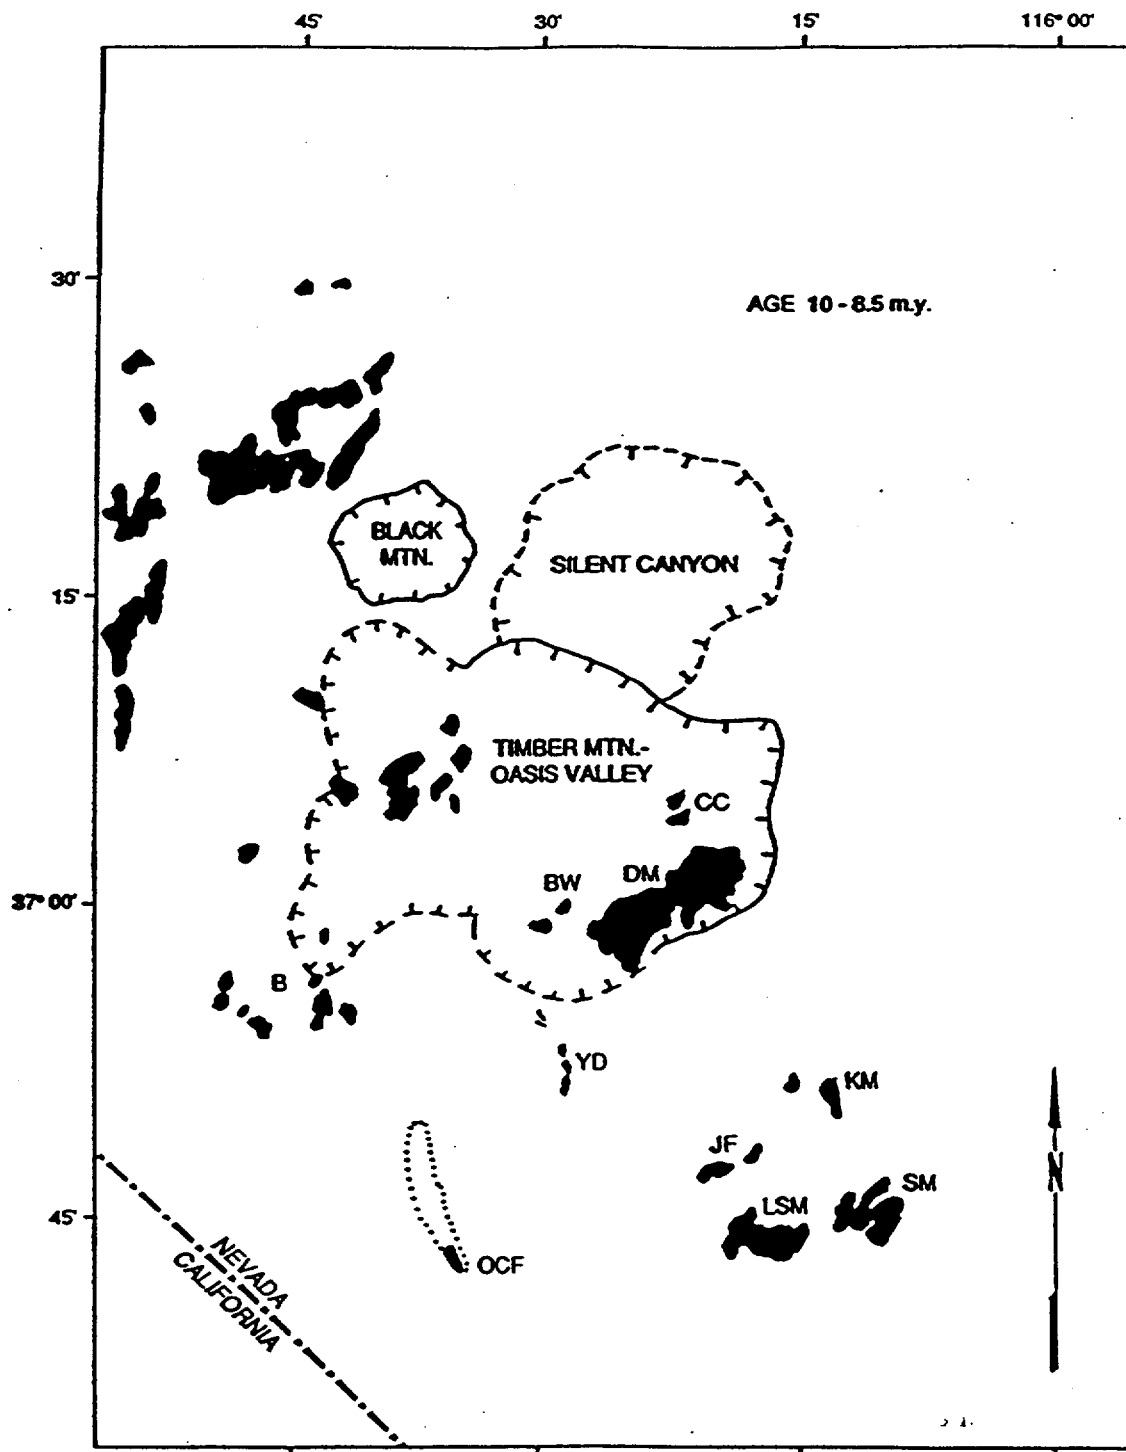 45'
30'
15'
116° 00'
30'
AGE 10 - 8.5 m.y.
BLACK
MTN.
SILENT CANYON
15'
TIMBER MTN.-
OASIS VALLEY
CC
DM
BW
37° 00'
B
YD
KM
JF
SM
N
LSM
45'
OCF
NEVADA
CALIFORNIA